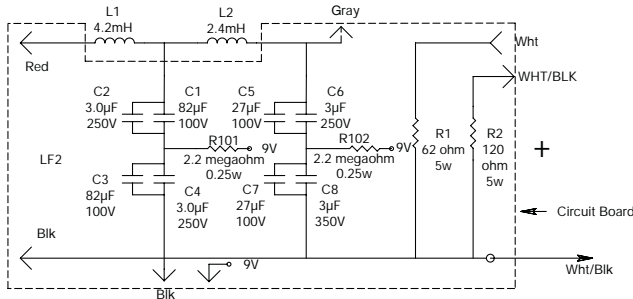 L1
4.2mH
L2
2.4mH
Gray
Red
Wht
WHT/BLK
C2
3.0µF
250V
C1
82µF
100V
C5
27µF
100V
C6
3µF
250V
R101
9V
2.2 megaohm
0.25w
R102
9V
2.2 megaohm
0.25w
R1
62 ohm
5w
R2
120
ohm
5w
+
LF2
C3
82µF
100V
C4
3.0µF
250V
C7
27µF
100V
C8
3µF
350V
Circuit Board
Blk
9V
Blk
Wht/Blk